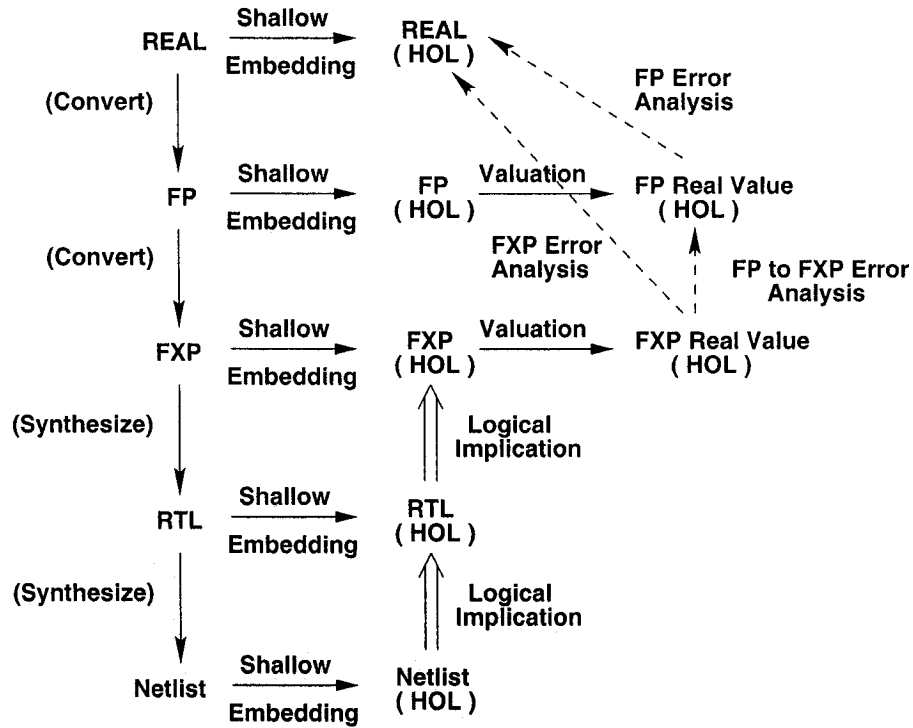 Shallow
REAL
REAL
( HOL )
Embedding
FP Error
Analysis
(Convert)
Shallow
Valuation
FP
FP
( HOL )
FP Real Value
( HOL )
Embedding
(Convert)
FXP Error
Analysis
FP to FXP Error
Analysis
Shallow
Valuation
FXP
FXP
( HOL )
FXP Real Value
( HOL )
Embedding
(Synthesize)
Logical
Implication
Shallow
RTL
RTL
( HOL )
Embedding
(Synthesize)
Logical
Implication
Shallow
Netlist
Netlist
( HOL )
Embedding